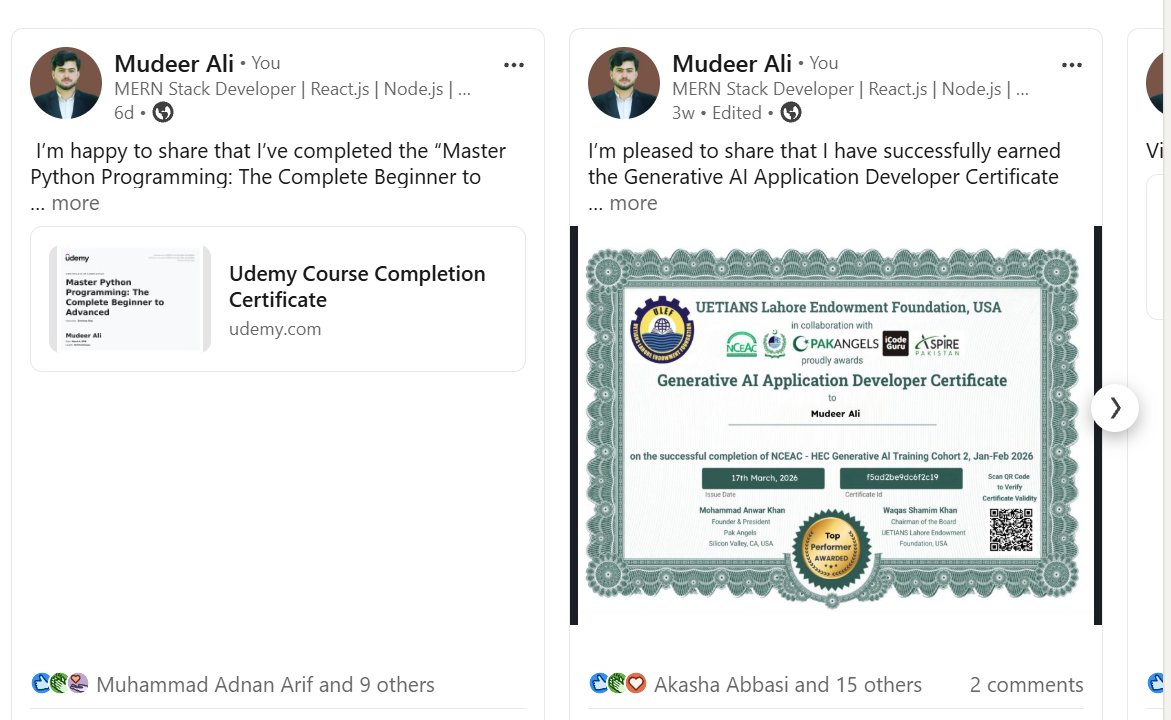 Mudeer Ali • You
MERN Stack Developer | React.js | Node.js | ...
6d •
I’m happy to share that I’ve completed the “Master
Python Programming: The Complete Beginner to
... more
ûdemy
Master Python
Programming: The
Complete Beginner to
Advanced
Mudeer Ali
Udemy Course Completion
Certificate
udemy.com
Muhammad Adnan Arif and 9 others
Mudeer Ali • You
MERN Stack Developer | React.js | Node.js | ...
3w • Edited •
I’m pleased to share that I have successfully earned
the Generative AI Application Developer Certificate
... more
ULEF
UETIANS LAHORE ENDOWMENT FOUNDATION
UETIANS Lahore Endowment Foundation, USA
in collaboration with
NCEAC
PAKANGELS
iCode
Guru
ASPIRE
PAKISTAN
proudly awards
Generative AI Application Developer Certificate
to
Mudeer Ali
on the successful completion of NCEAC - HEC Generative AI Training Cohort 2, Jan-Feb 2026
17th March, 2026
Issue Date
f5ad2be9dc6f2c19
Certificate Id
Scan QR Code
to Verify
Certificate Validity
Mohammad Anwar Khan
Founder & President
Pak Angels
Silicon Valley, CA, USA
Top
Performer
AWARDED
Waqas Shamim Khan
Chairman of the Board
UETIANS Lahore Endowment
Foundation, USA
Akasha Abbasi and 15 others
2 comments
Vi